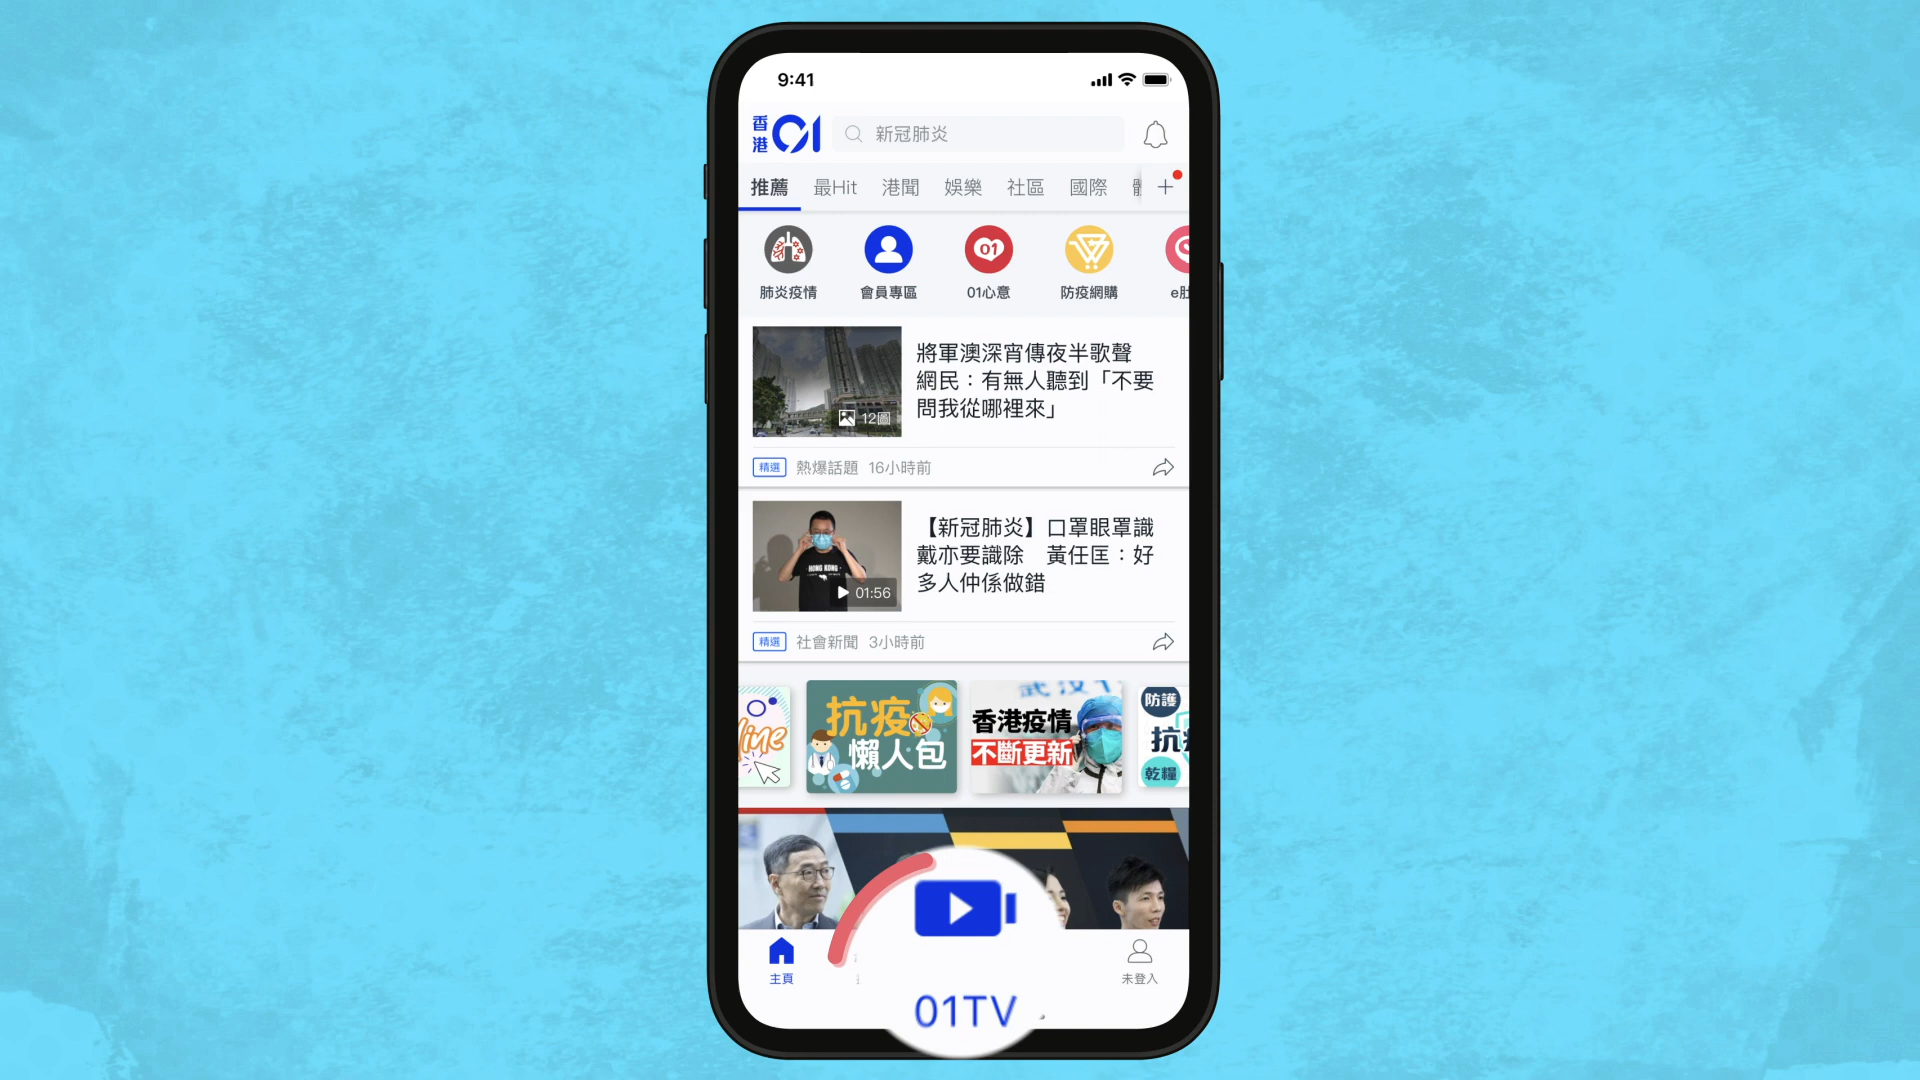 9:41
香港01
新冠肺炎
推薦 最Hit 港聞 娛樂 社區 國際
肺炎疫情 會員專區 01心意 防疫網購
01
將軍澳深宵傳夜半歌聲
網民：有無人聽到「不要
問我從哪裡來」
12圖
精選 熱爆話題 16小時前
【新冠肺炎】口罩眼罩識
戴亦要識除 黃任匡：好
多人仲係做錯
HONG KONG
01:56
精選 社會新聞 3小時前
line
抗疫
懶人包
香港疫情
不斷更新
防護
乾糧
主頁
01TV
未登入